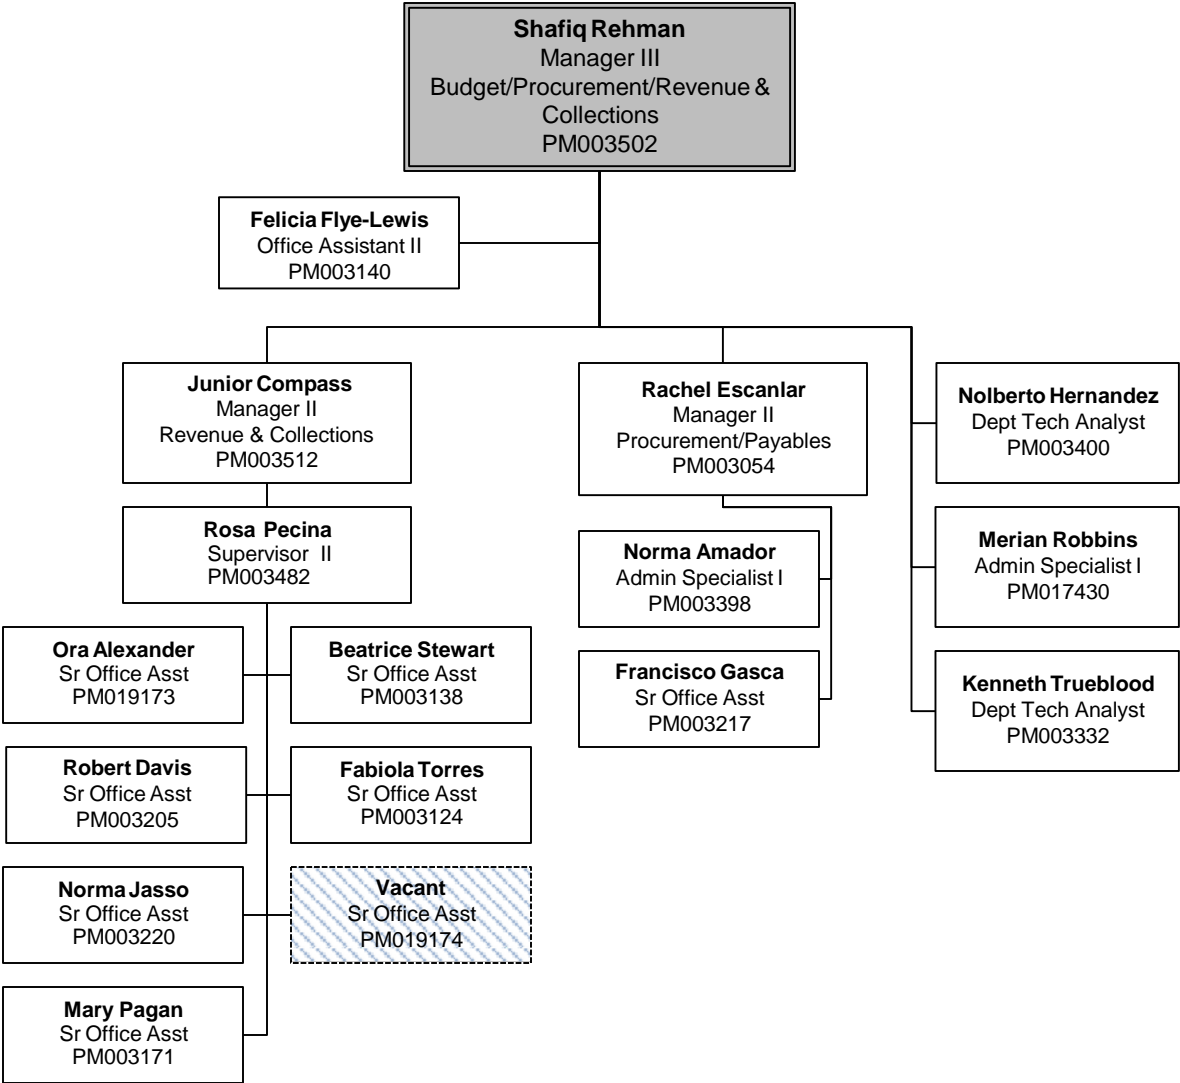 Shafiq Rehman
Manager III
Budget/Procurement/Revenue &
Collections
PM003502
Felicia Flye-Lewis
Office Assistant II
PM003140
Junior Compass
Manager II
Revenue & Collections
PM003512
Rachel Escanlar
Manager II
Procurement/Payables
PM003054
Nolberto Hernandez
Dept Tech Analyst
PM003400
Rosa Pecina
Supervisor II
PM003482
Norma Amador
Admin Specialist I
PM003398
Merian Robbins
Admin Specialist I
PM017430
Ora Alexander
Sr Office Asst
PM019173
Beatrice Stewart
Sr Office Asst
PM003138
Francisco Gasca
Sr Office Asst
PM003217
Kenneth Trueblood
Dept Tech Analyst
PM003332
Robert Davis
Sr Office Asst
PM003205
Fabiola Torres
Sr Office Asst
PM003124
Norma Jasso
Sr Office Asst
PM003220
Vacant
Sr Office Asst
PM019174
Mary Pagan
Sr Office Asst
PM003171